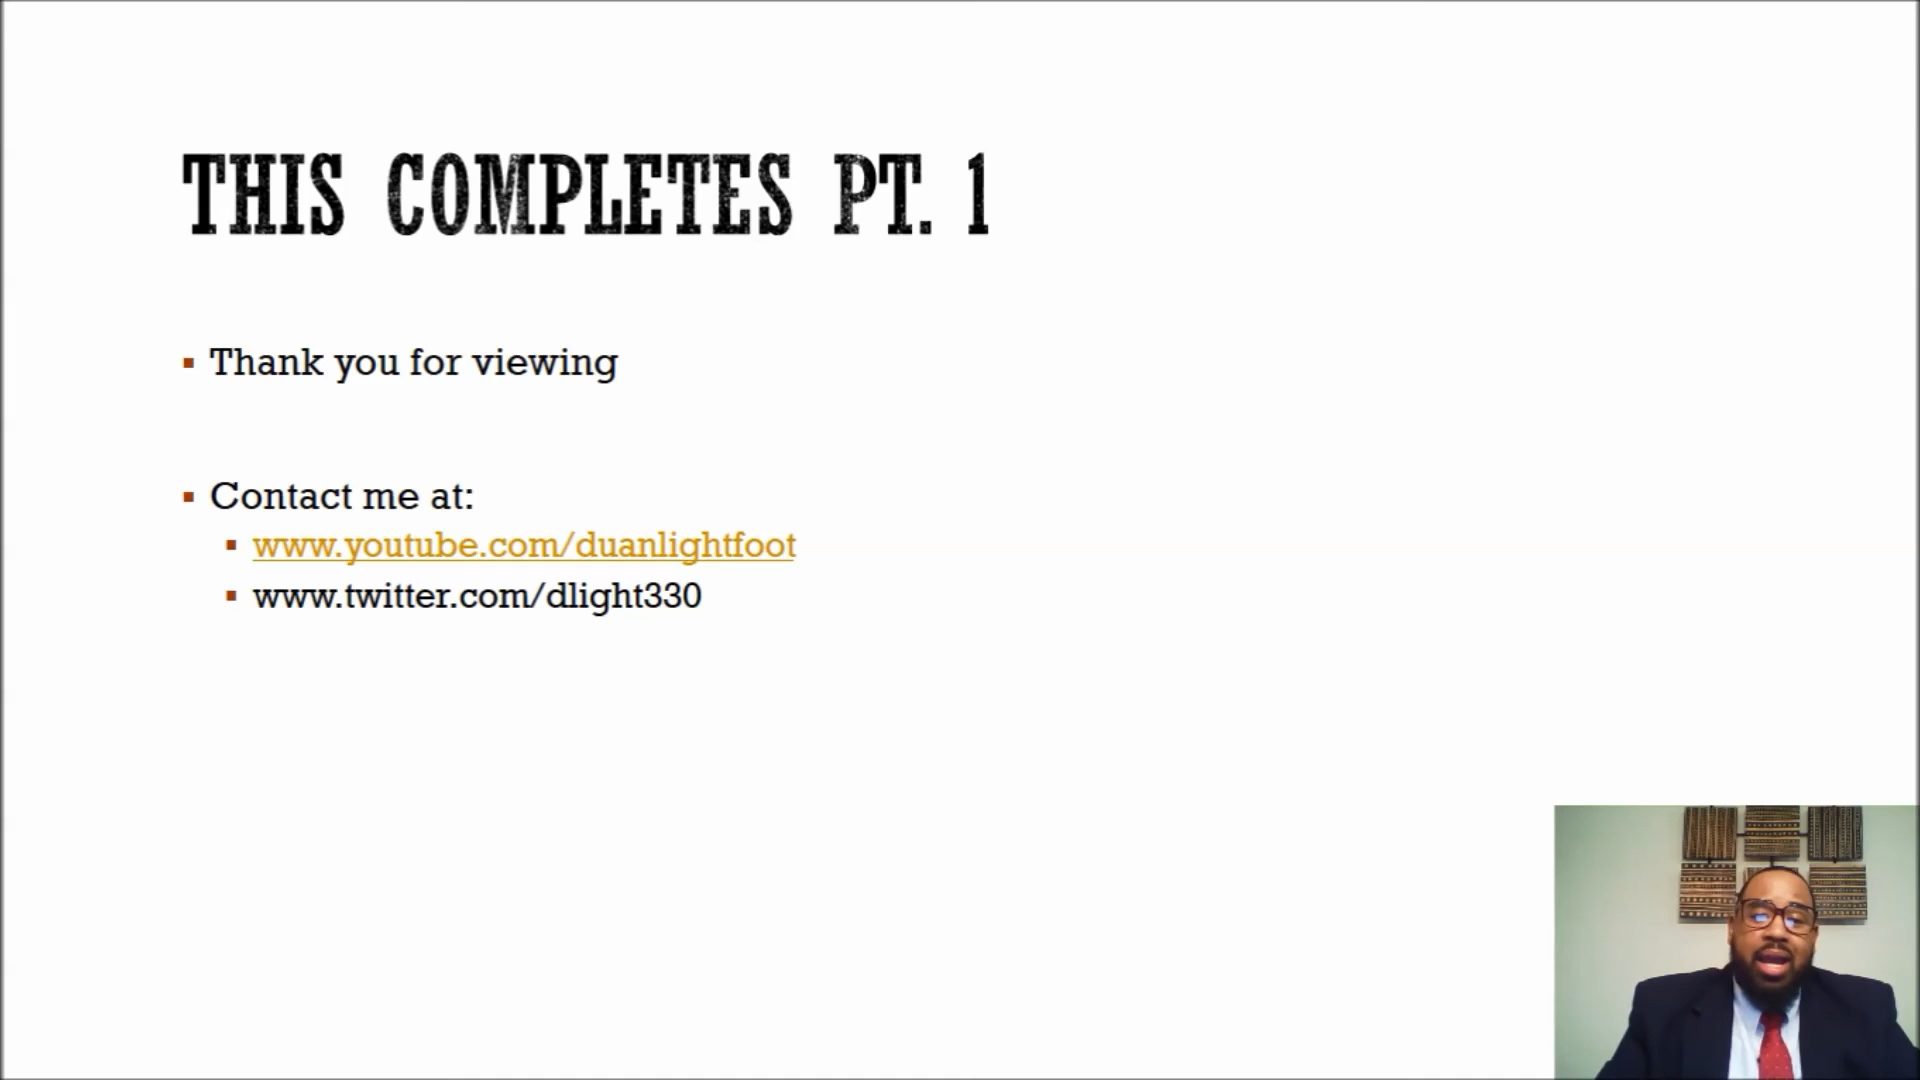 THIS COMPLETES PT. 1
Thank you for viewing
Contact me at:
www.youtube.com/duanlightfoot
www.twitter.com/dlight330